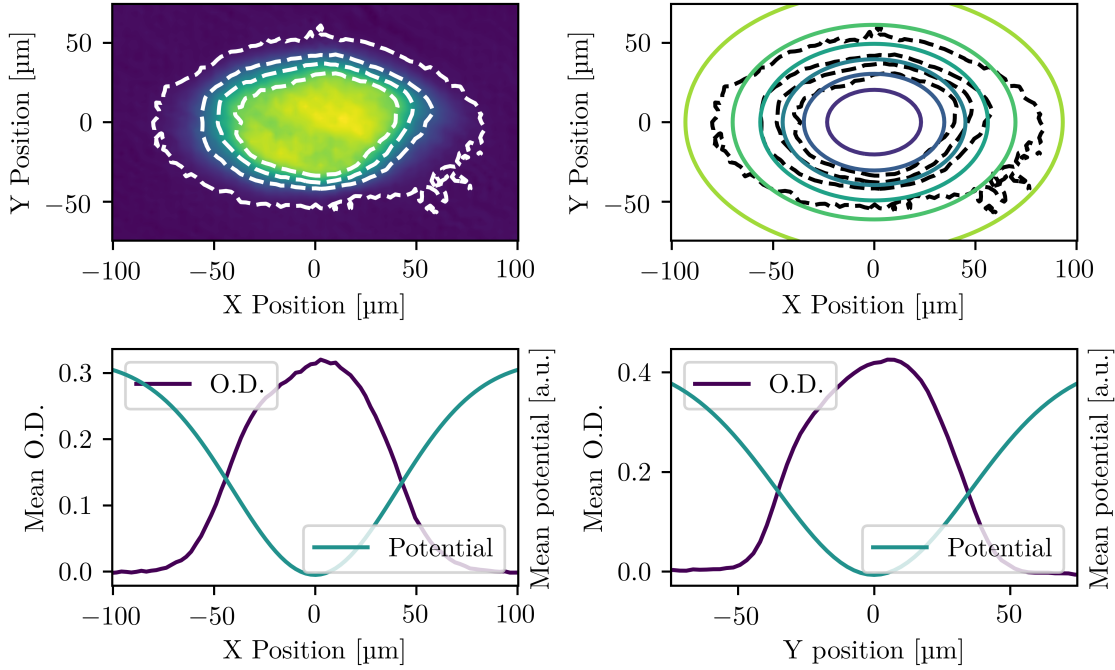 50
0
−50
Y Position [µm]
−100
−50
0
50
100
X Position [µm]
50
0
−50
Y Position [µm]
−100
−50
0
50
100
X Position [µm]
0.3
0.2
0.1
0.0
Mean O.D.
O.D.
Potential
Mean potential [a.u.]
−100
−50
0
50
100
X Position [µm]
0.4
0.2
0.0
Mean O.D.
O.D.
Potential
Mean potential [a.u.]
−50
0
50
Y position [µm]